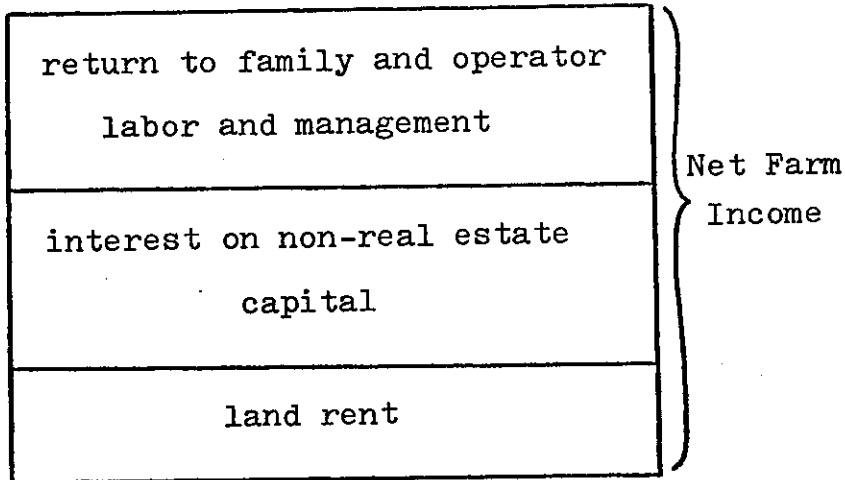 return to family and operator
labor and management
Net Farm
Income
interest on non-real estate
capital
land rent